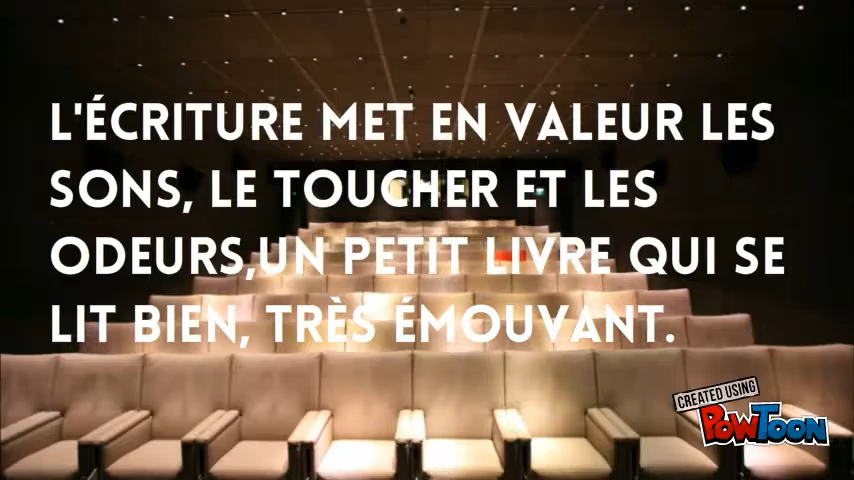 L'ÉCRITURE MET EN VALEUR LES
SONS, LE TOUCHER ET LES
ODEURS,UN PETIT LIVRE QUI SE
LIT BIEN, TRÈS ÉMOUVANT.
CREATED USING
POWTOON